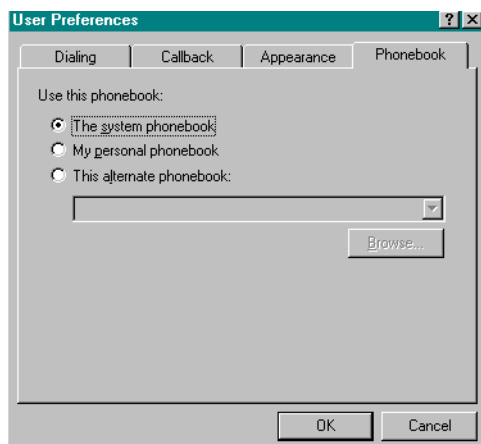 User Preferences
Dialing Callback Appearance Phonebook
Use this phonebook:
The system phonebook
My personal phonebook
This alternate phonebook:
Browse...
OK Cancel